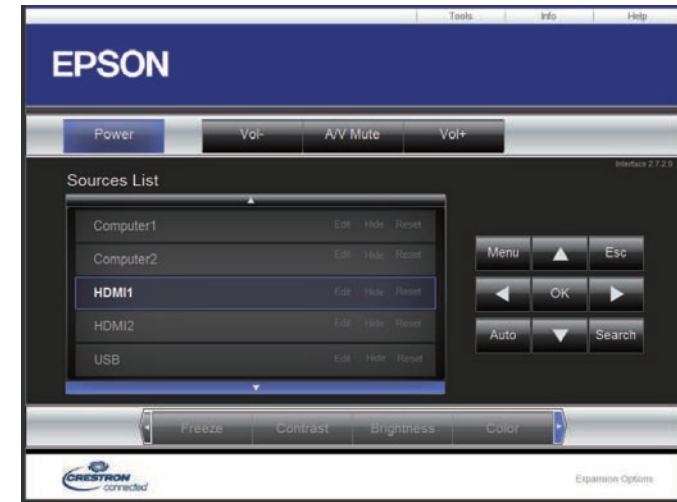 Tools Info Help
EPSON
Power Vol- A/V Mute Vol+
Interface 2.7.2.9
Sources List
Computer1 Edit Hide Reset
Computer2 Edit Hide Reset
HDMI1 Edit Hide Reset
HDMI2 Edit Hide Reset
USB Edit Hide Reset
Menu Esc
OK
Auto Search
Freeze Contrast Brightness Color
CRESTRON
connected
Expansion Options